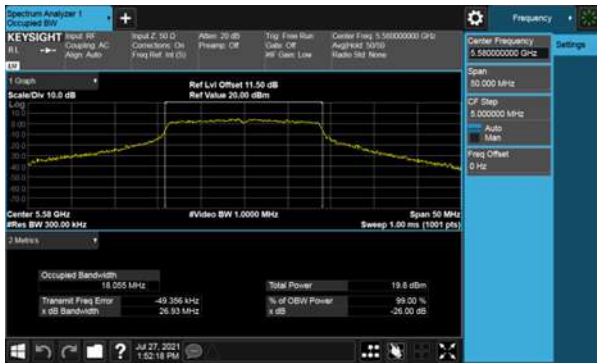 Spectrum Analyzer 1
Occupied BW
Frequency
KEYSIGHT
Input: RF
Coupling: AC
Align: Auto
Input Z: 50 Ω
Corrections: On
Freq Ref: Int (S)
Atten: 20 dB
Preamp: Off
Trig: Free Run
Gate: Off
#IF Gain: Low
Center Freq: 5.580000000 GHz
Avg|Hold: 50/50
Radio Std: None
RL
LW
Center Frequency
5.580000000 GHz
Settings
Span
50.000 MHz
CF Step
5.000000 MHz
Auto
Man
Freq Offset
0 Hz
1 Graph
Scale/Div 10.0 dB
Ref Lvl Offset 11.50 dB
Ref Value 20.00 dBm
Log
10.0
0.00
Center 5.58 GHz
#Res BW 300.00 kHz
#Video BW 1.0000 MHz
Span 50 MHz
Sweep 1.00 ms (1001 pts)
2 Metrics
Occupied Bandwidth
18.055 MHz
Total Power
19.6 dBm
Transmit Freq Error
-49.356 kHz
% of OBW Power
99.00 %
x dB Bandwidth
26.93 MHz
x dB
-26.00 dB
?
Jul 27, 2021
1:52:18 PM